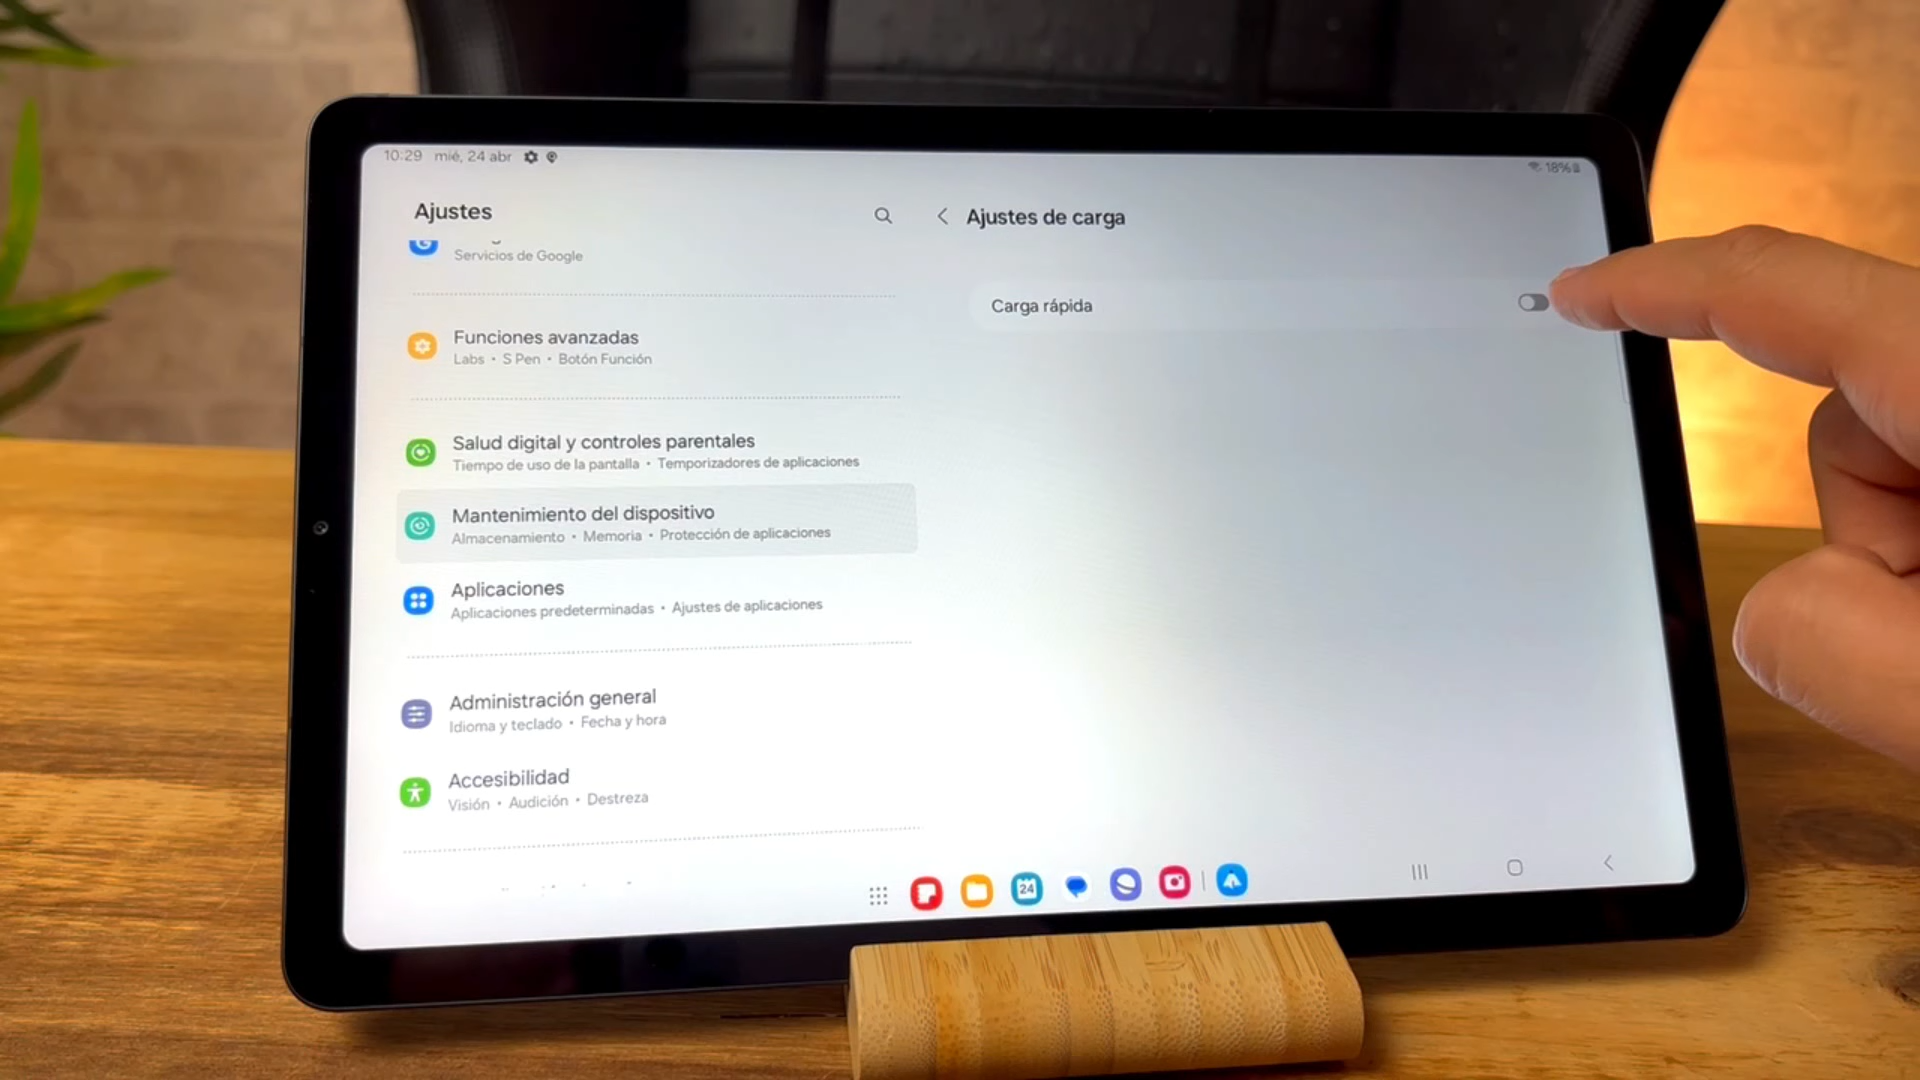 10:29 mié, 24 abr
18%
Ajustes
Servicios de Google
Funciones avanzadas
Labs • S Pen • Botón Función
Salud digital y controles parentales
Tiempo de uso de la pantalla • Temporizadores de aplicaciones
Mantenimiento del dispositivo
Almacenamiento • Memoria • Protección de aplicaciones
Aplicaciones
Aplicaciones predeterminadas • Ajustes de aplicaciones
Administración general
Idioma y teclado • Fecha y hora
Accesibilidad
Visión • Audición • Destreza
Ajustes de carga
Carga rápida
24